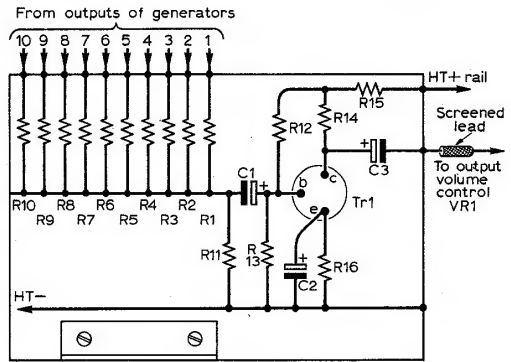 From outputs of generators
10 9 8 7 6 5 4 3 2 1
HT+ rail
R15
R12
R14
Screened
lead
C1
+
+
C3
To output
volume
control
VR1
b
c
e
Tr1
R10
R9
R8
R7
R6
R5
R4
R3
R2
R1
R11
R
13
+
C2
R16
HT-